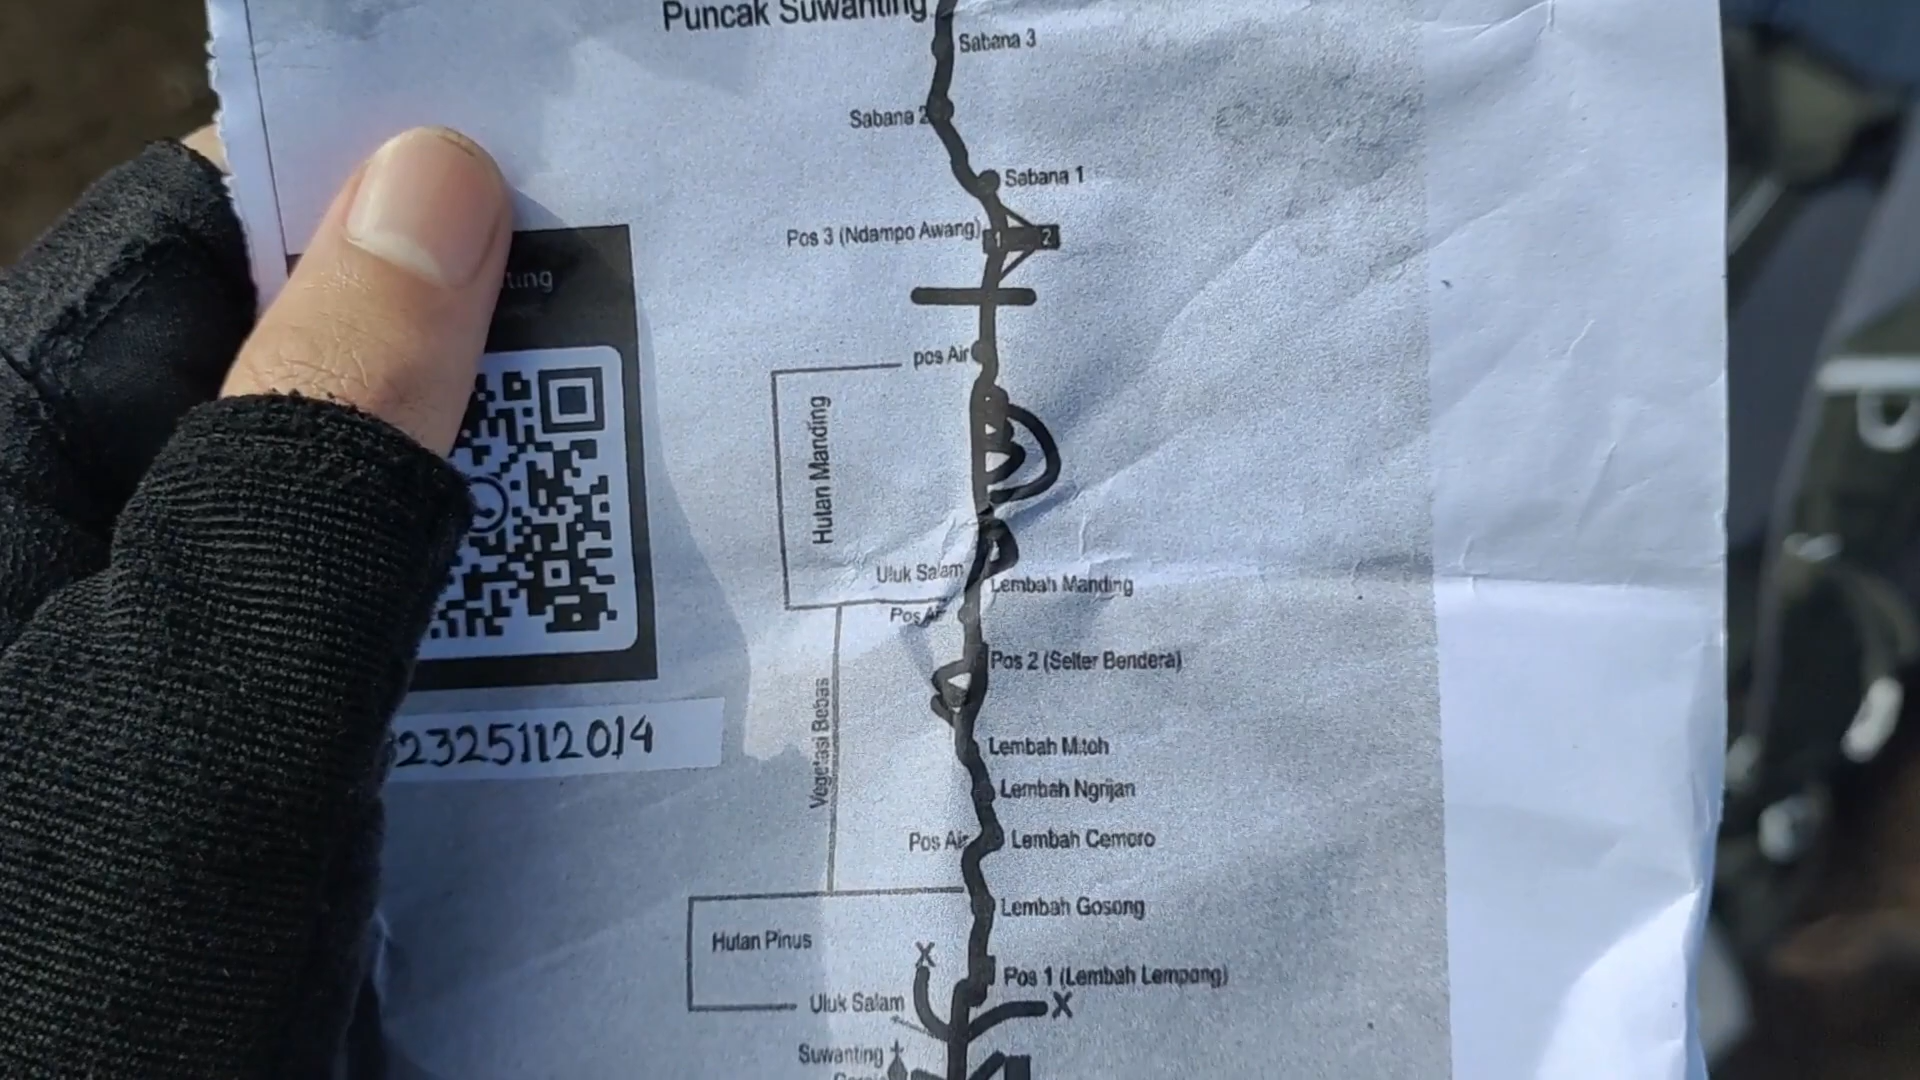 Puncak Suwanting
Sabana 3
Sabana 2
Sabana 1
Pos 3 (Ndampo Awang)
1
2
pos Air
Hutan Manding
Uluk Salam
Lembah Manding
Pos
Pos 2 (Selter Bendera)
Vegetasi Bebas
Lembah Mitoh
Lembah Ngrijan
Pos Air
Lembah Cemoro
Lembah Gosong
Hutan Pinus
X
Pos 1 (Lembah Lempong)
Uluk Salam
X
Suwanting
2325112014